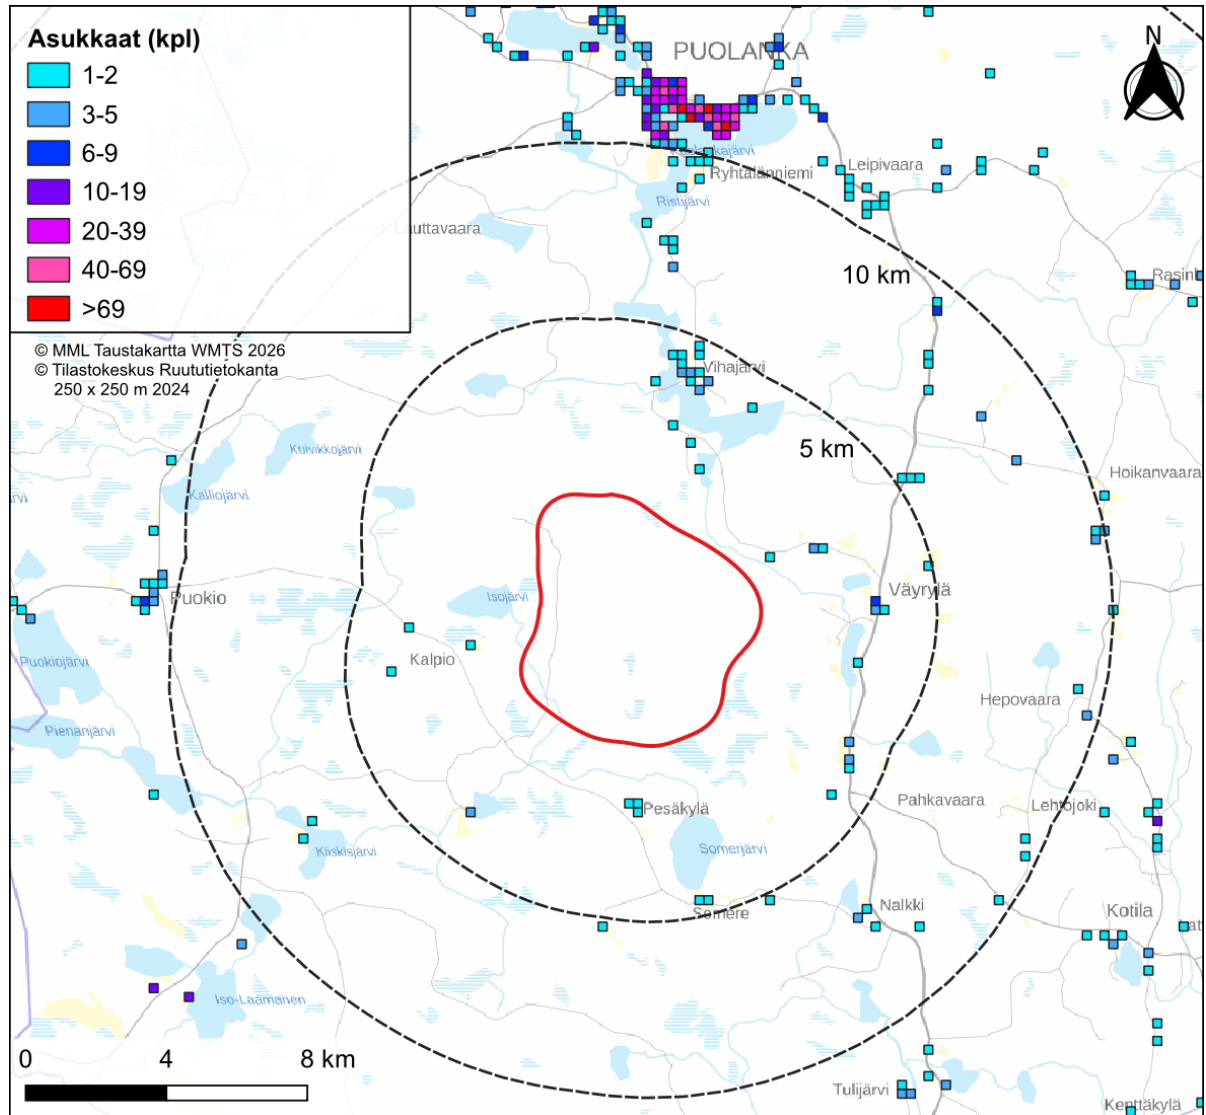 Asukkaat (kpl)
1-2
3-5
6-9
10-19
20-39
40-69
>69
© MML Taustakartta WMTS 2026
© Tilastokeskus Ruututietokanta
250 x 250 m 2024
PUOLANKA
N
Leipivaara
Ryhtälänniemi
Ristijärvi
Lauttavaara
10 km
Vihajärvi
5 km
Kuivikkojärvi
Kalliojärvi
Hoikanvaara
Väyrylä
Isojärvi
Puokio
Kalpio
Puokiojärvi
Pienanjärvi
Hepovaara
Pahkavaara
Lehtojoki
Pesäkylä
Somerjärvi
Kiiskisjärvi
Somere
Nalkki
Kotila
Iso-Laamanen
0 4 8 km
Tulijärvi
Kenttäkylä